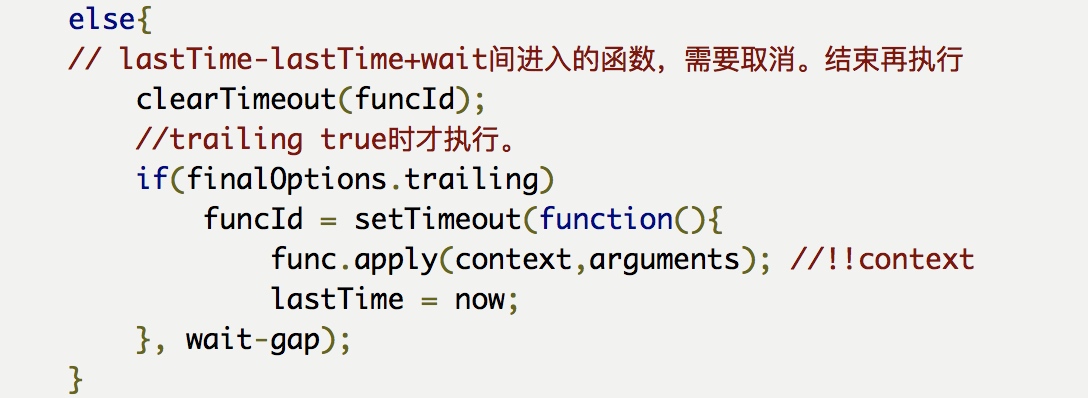 else{
// lastTime-lastTime+wait间进入的函数，需要取消。结束再执行
clearTimeout(funcId);
//trailing true时才执行。
if(finalOptions.trailing)
funcId = setTimeout(function(){
func.apply(context,arguments); //!!context
lastTime = now;
}, wait-gap);
}